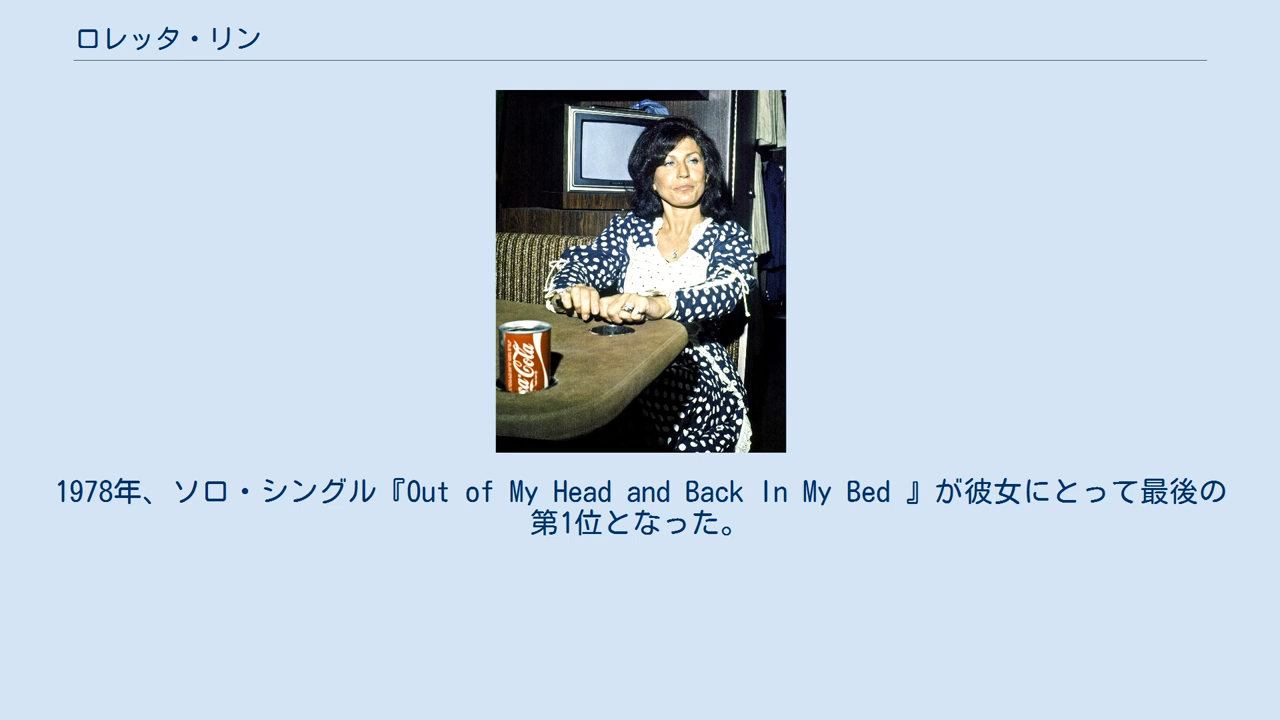 ロレッタ・リン
Coca-Cola
1978年、ソロ・シングル『Out of My Head and Back In My Bed 』が彼女にとって最後の
第1位となった。